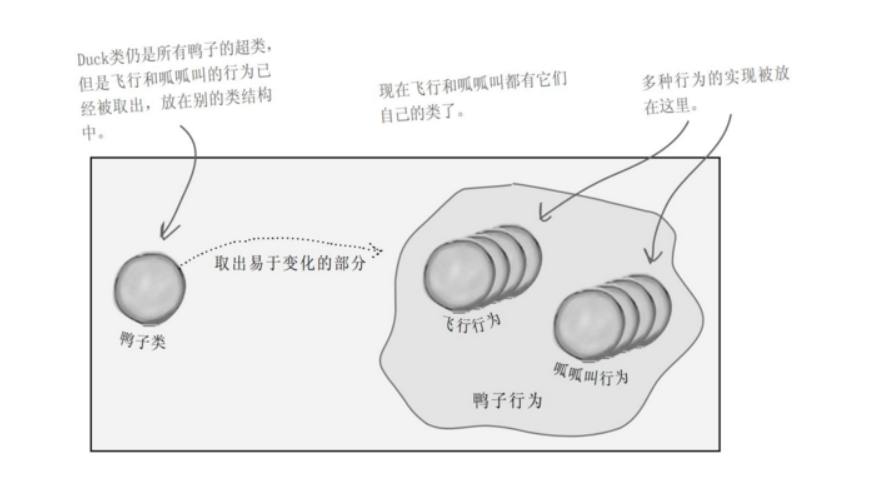 Duck类仍是所有鸭子的超类，
但是飞行和呱呱叫的行为已
经被取出，放在别的类结构
中。
现在飞行和呱呱叫都有它们
自己的类了。
多种行为的实现被放
在这里。
取出易于变化的部分
鸭子类
飞行行为
呱呱叫行为
鸭子行为